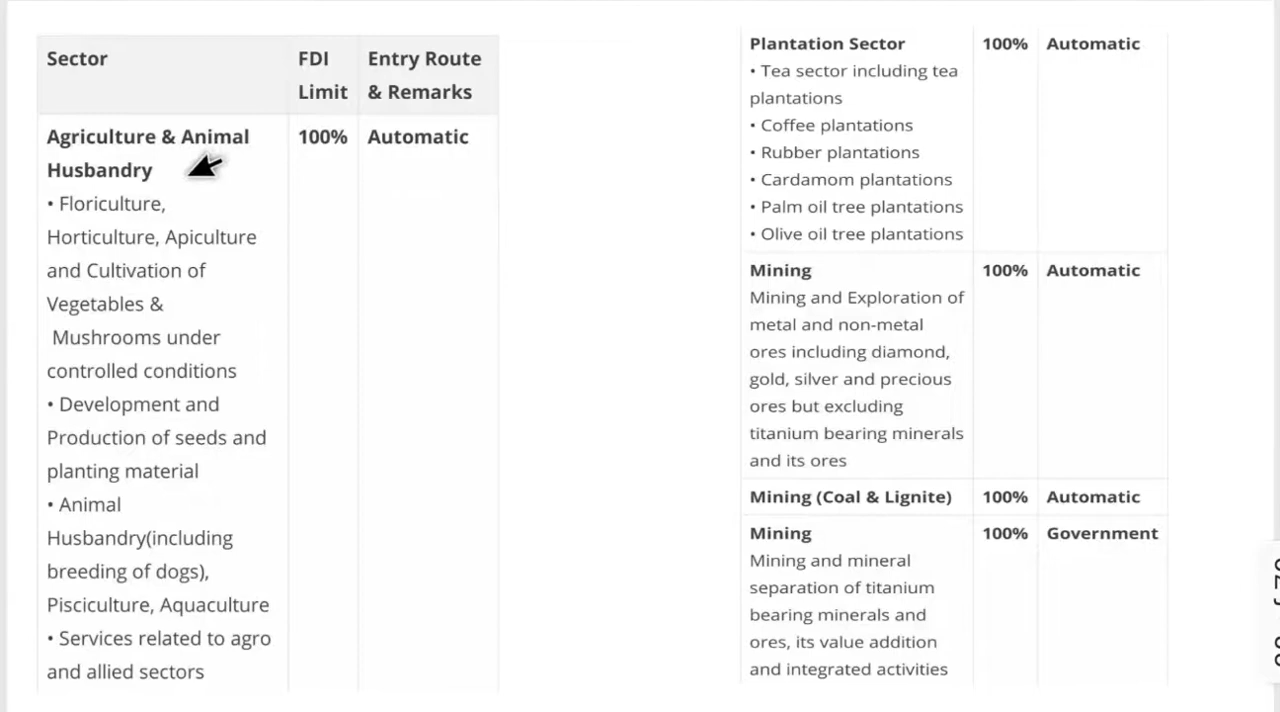 Sector FDI Entry Route
Limit & Remarks
Agriculture & Animal 100% Automatic
Husbandry
• Floriculture,
Horticulture, Apiculture
and Cultivation of
Vegetables &
Mushrooms under
controlled conditions
• Development and
Production of seeds and
planting material
• Animal
Husbandry(including
breeding of dogs),
Pisciculture, Aquaculture
• Services related to agro
and allied sectors
Plantation Sector 100% Automatic
• Tea sector including tea
plantations
• Coffee plantations
• Rubber plantations
• Cardamom plantations
• Palm oil tree plantations
• Olive oil tree plantations
Mining 100% Automatic
Mining and Exploration of
metal and non-metal
ores including diamond,
gold, silver and precious
ores but excluding
titanium bearing minerals
and its ores
Mining (Coal & Lignite) 100% Automatic
Mining 100% Government
Mining and mineral
separation of titanium
bearing minerals and
ores, its value addition
and integrated activities